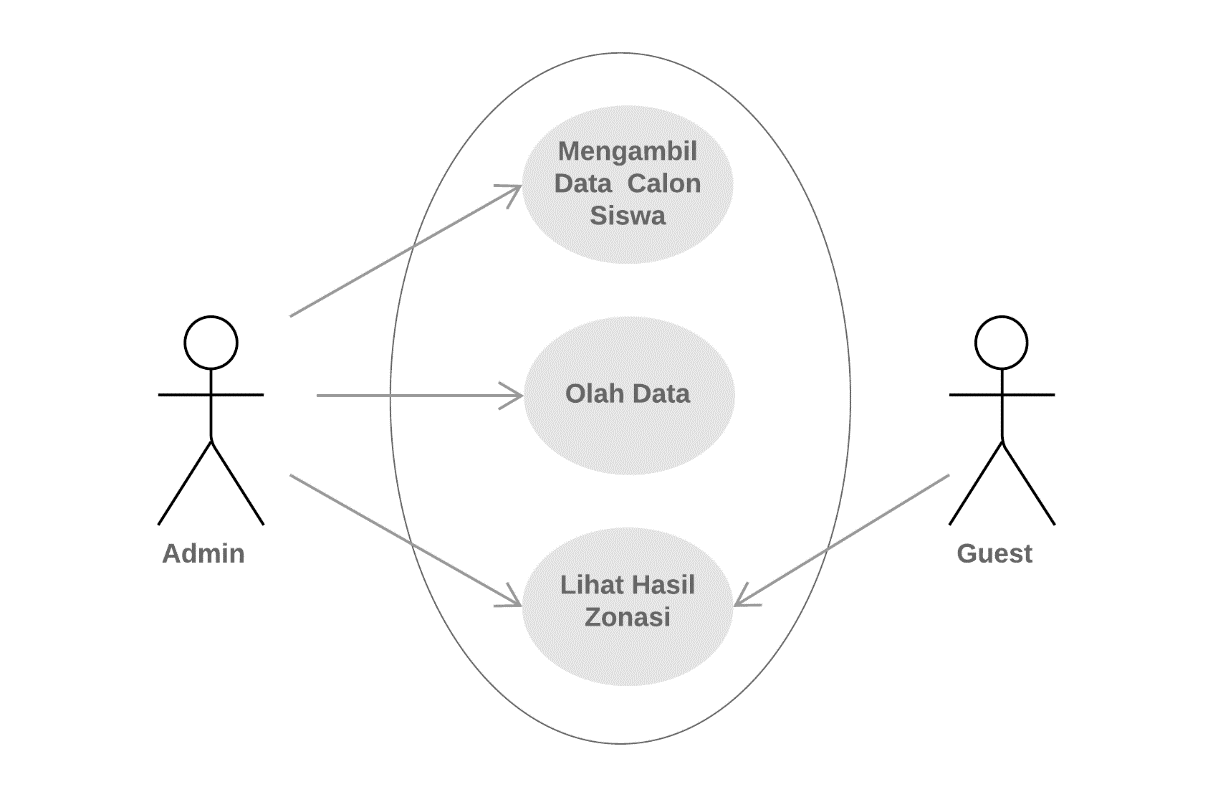 Mengambil
Data  Calon
Siswa
Olah Data
Admin
Guest
Lihat Hasil
Zonasi